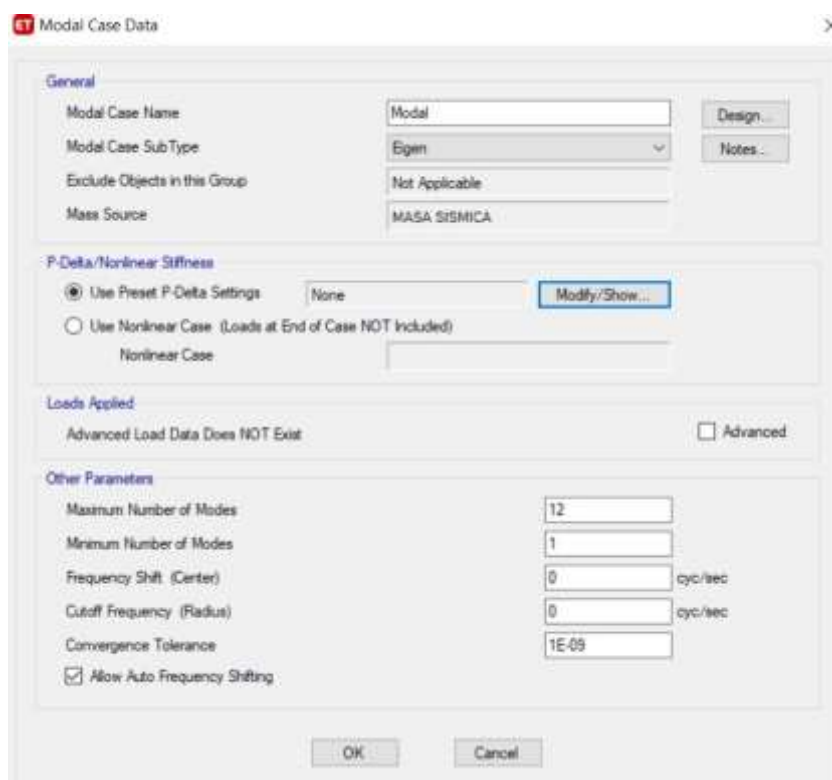 ET Modal Case Data
General
Modal Case Name Modal Design...
Modal Case SubType Eigen Notes...
Exclude Objects in this Group Not Applicable
Mass Source MASA SISMICA
P-Delta/Nonlinear Stiffness
Use Preset P-Delta Settings None Modify/Show...
Use Nonlinear Case (Loads at End of Case NOT Included)
Nonlinear Case
Loads Applied
Advanced Load Data Does NOT Exist Advanced
Other Parameters
Maximum Number of Modes 12
Minimum Number of Modes 1
Frequency Shift (Center) 0 cyc/sec
Cutoff Frequency (Radius) 0 cyc/sec
Convergence Tolerance 1E-09
Allow Auto Frequency Shifting
OK Cancel